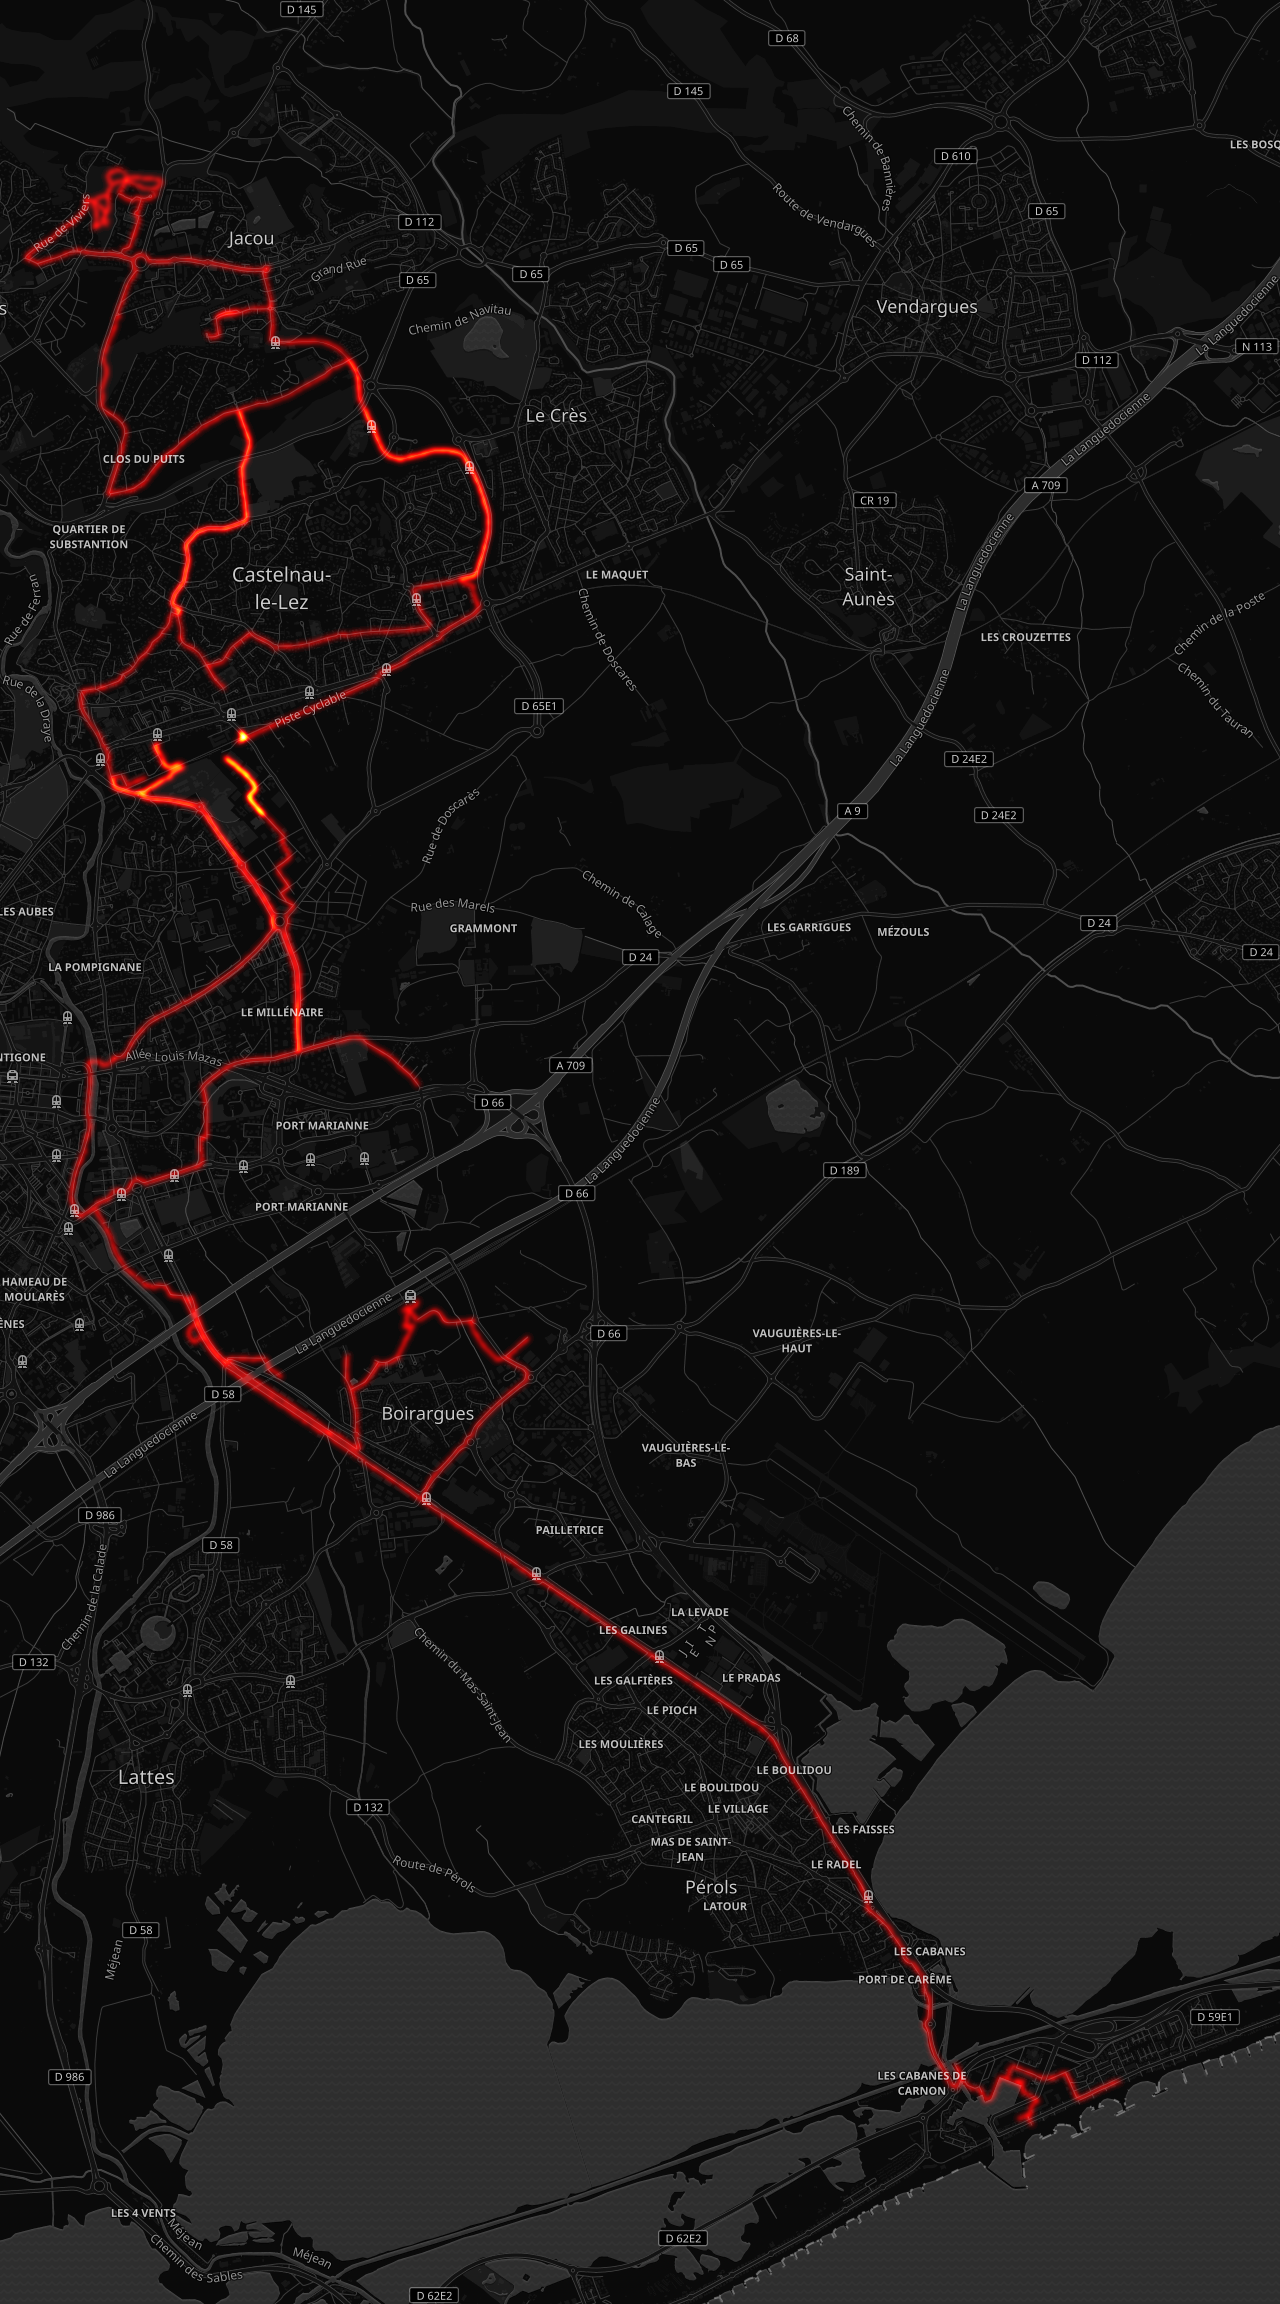 D 145
D 68
D 145
Chemin de Bannières
LES BOSQ
D 610
Rue de Viviers
Route de Vendargues
D 65
D 112
Jacou
D 65
D 65
Grand Rue
D 65
D 65
La Languedocienne
Vendargues
s
Chemin de Navitau
N 113
D 112
Le Crès
La Languedocienne
CLOS DU PUITS
A 709
CR 19
QUARTIER DE
SUBSTANTION
La Languedocienne
Castelnau-
le-Lez
LE MAQUET
Saint-
Aunès
Rue de Ferran
Chemin de Doscares
Chemin de la Poste
LES CROUZETTES
Rue de la Draye
Chemin du Tauran
Piste Cyclable
D 65E1
La Languedocienne
D 24E2
A 9
D 24E2
Rue de Doscarès
Chemin de Calage
LES AUBES
Rue des Marels
GRAMMONT
LES GARRIGUES
MÉZOULS
D 24
D 24
D 24
LA POMPIGNANE
LE MILLÉNAIRE
NTIGONE
Allée Louis Mazas
A 709
D 66
PORT MARIANNE
La Languedocienne
D 189
D 66
PORT MARIANNE
HAMEAU DE
MOULARÈS
La Languedocienne
ÈNES
D 66
VAUGUIÈRES-LE-
HAUT
D 58
Boirargues
La Languedocienne
VAUGUIÈRES-LE-
BAS
D 986
PAILLETRICE
D 58
Chemin de la Calade
LA LEVADE
LES GALINES
D 132
Chemin du Mas Saint-Jean
LES GALFIÈRES
LE PRADAS
LE PIOCH
LES MOULIÈRES
Lattes
LE BOULIDOU
LE BOULIDOU
D 132
LE VILLAGE
CANTEGRIL
LES FAISSES
MAS DE SAINT-
JEAN
LE RADEL
Route de Pérols
Pérols
LATOUR
D 58
Méjean
LES CABANES
PORT DE CARÊME
D 59E1
D 986
LES CABANES DE
CARNON
LES 4 VENTS
Méjean
D 62E2
Chemin des Sables
Méjean
D 62E2